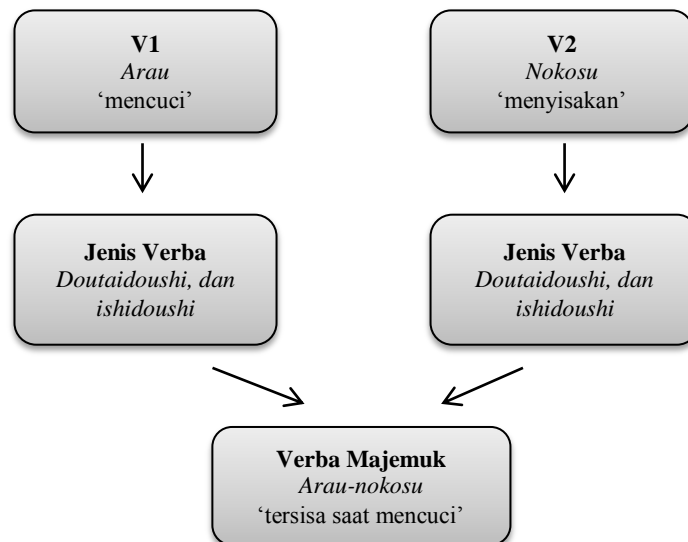 V1
Arau
‘mencuci’
V2
Nokosu
‘menyisakan’
Jenis Verba
Doutaidoushi, dan
ishidoushi
Jenis Verba
Doutaidoushi, dan
ishidoushi
Verba Majemuk
Arau-nokosu
‘tersisa saat mencuci’